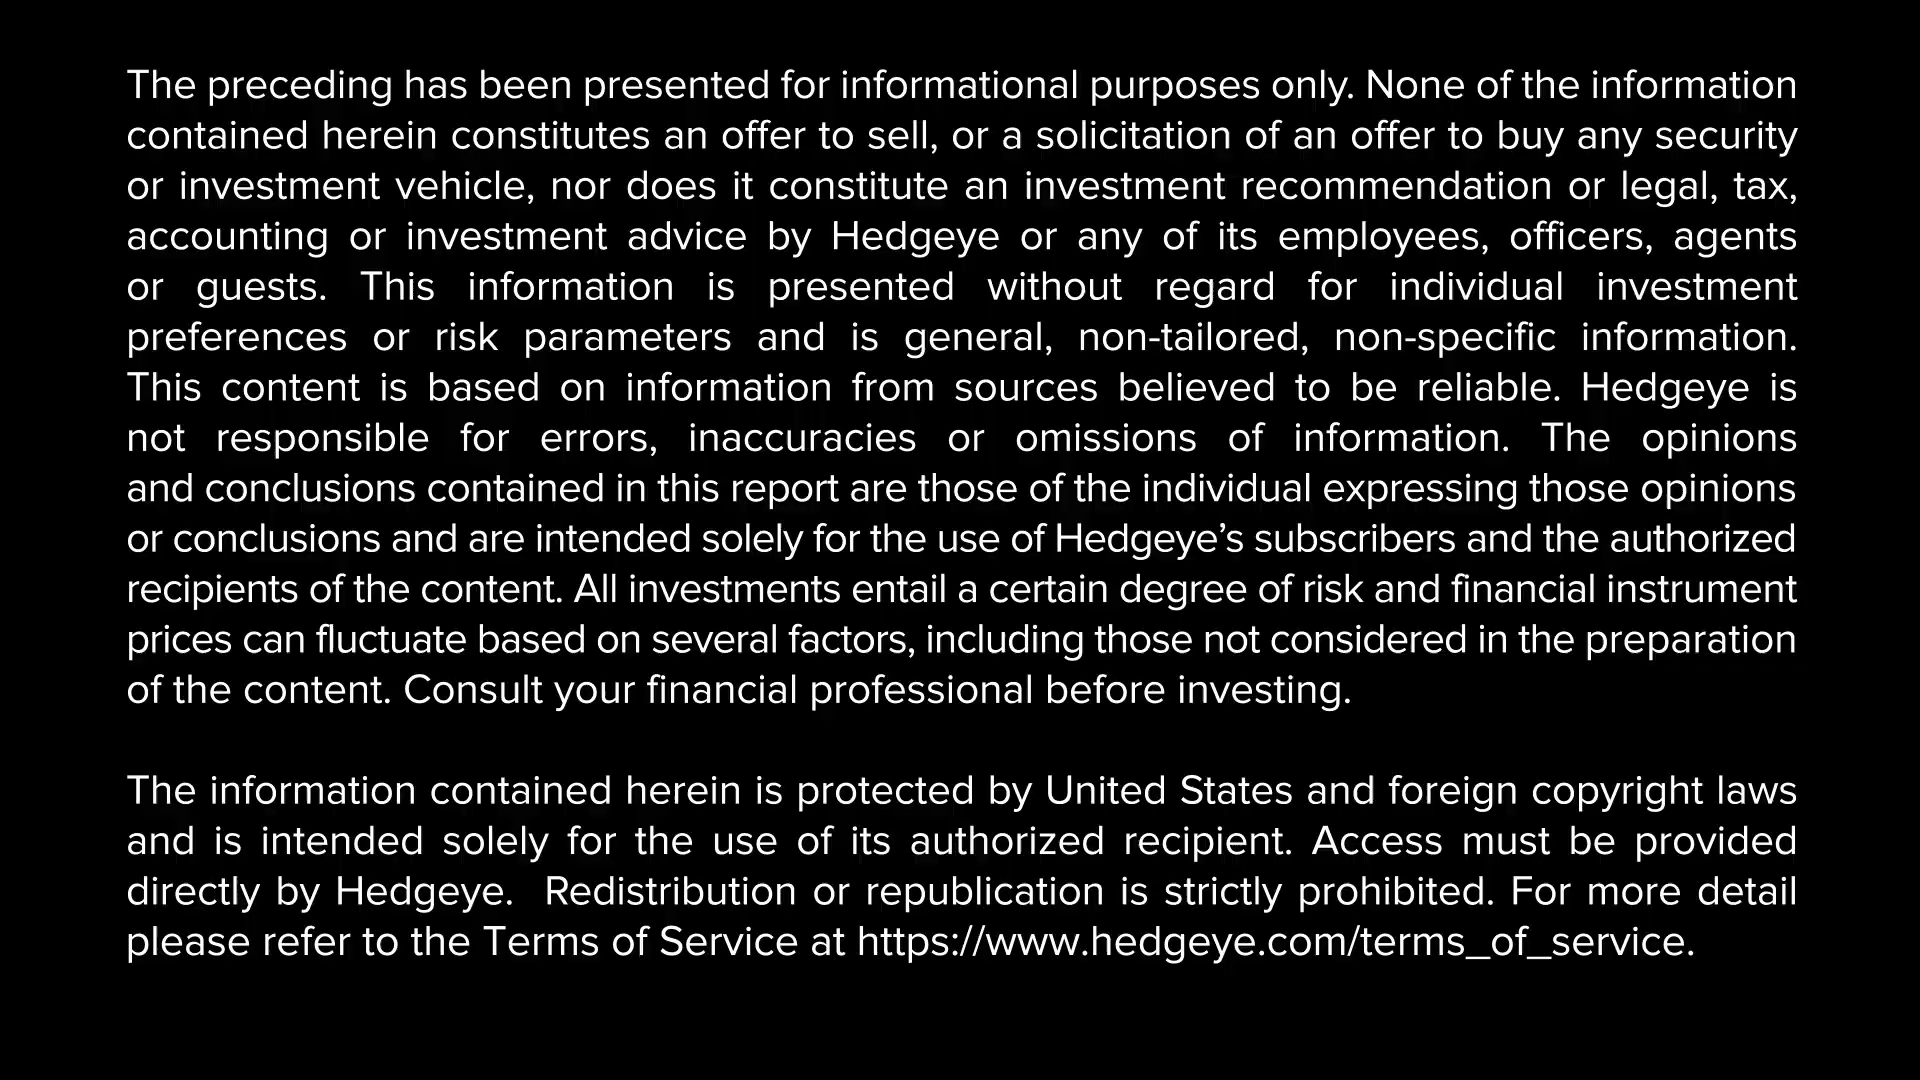 The preceding has been presented for informational purposes only. None of the information
contained herein constitutes an offer to sell, or a solicitation of an offer to buy any security
or investment vehicle, nor does it constitute an investment recommendation or legal, tax,
accounting or investment advice by Hedgeye or any of its employees, officers, agents
or guests. This information is presented without regard for individual investment
preferences or risk parameters and is general, non-tailored, non-specific information.
This content is based on information from sources believed to be reliable. Hedgeye is
not responsible for errors, inaccuracies or omissions of information. The opinions
and conclusions contained in this report are those of the individual expressing those opinions
or conclusions and are intended solely for the use of Hedgeye’s subscribers and the authorized
recipients of the content. All investments entail a certain degree of risk and financial instrument
prices can fluctuate based on several factors, including those not considered in the preparation
of the content. Consult your financial professional before investing.
The information contained herein is protected by United States and foreign copyright laws
and is intended solely for the use of its authorized recipient. Access must be provided
directly by Hedgeye.  Redistribution or republication is strictly prohibited. For more detail
please refer to the Terms of Service at https://www.hedgeye.com/terms_of_service.